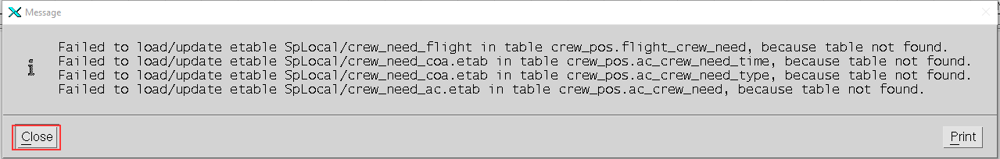 Message
Failed to load/update etable SpLocal/crew_need_flight in table crew_pos.flight_crew_need, because table not found.
Failed to load/update etable SpLocal/crew_need_coa.etab in table crew_pos.ac_crew_need_time, because table not found.
Failed to load/update etable SpLocal/crew_need_coa.etab in table crew_pos.ac_crew_need_type, because table not found.
Failed to load/update etable SpLocal/crew_need_ac.etab in table crew_pos.ac_crew_need, because table not found.
Close
Print